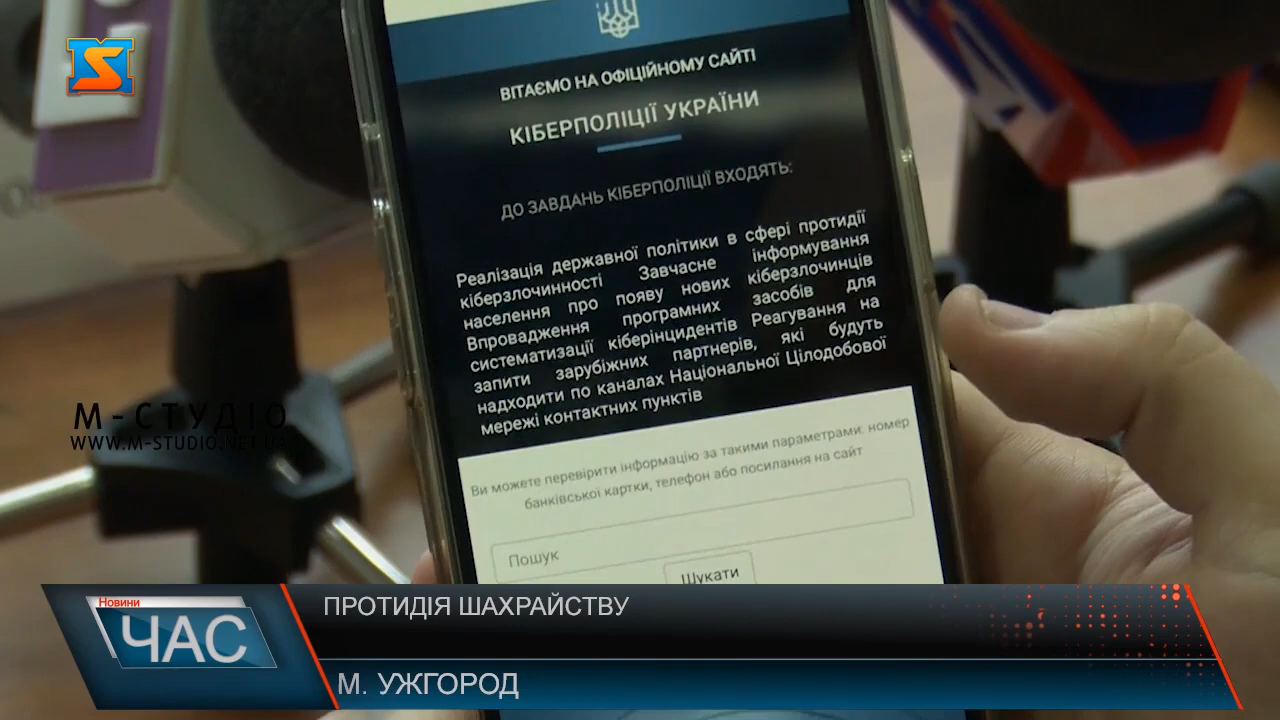 ВІТАЄМО НА ОФІЦІЙНОМУ САЙТІ
КІБЕРПОЛІЦІЇ УКРАЇНИ
ДО ЗАВДАНЬ КІБЕРПОЛІЦІЇ ВХОДЯТЬ:
Реалізація державної політики в сфері протидії
кіберзлочинності Завчасне інформування
населення про появу нових кіберзлочинців
Впровадження програмних засобів для
систематизації кіберінцидентів Реагування на
запити зарубіжних партнерів, які будуть
надходити по каналах Національної Цілодобової
мережі контактних пунктів
Ви можете перевірити інформацію за такими параметрами: номер
банківської картки, телефон або посилання на сайт
Пошук
Шукати
М-СТУДІО
WWW.M-STUDIO.NET.UA
Новини
ЧАС
ПРОТИДІЯ ШАХРАЙСТВУ
М. УЖГОРОД